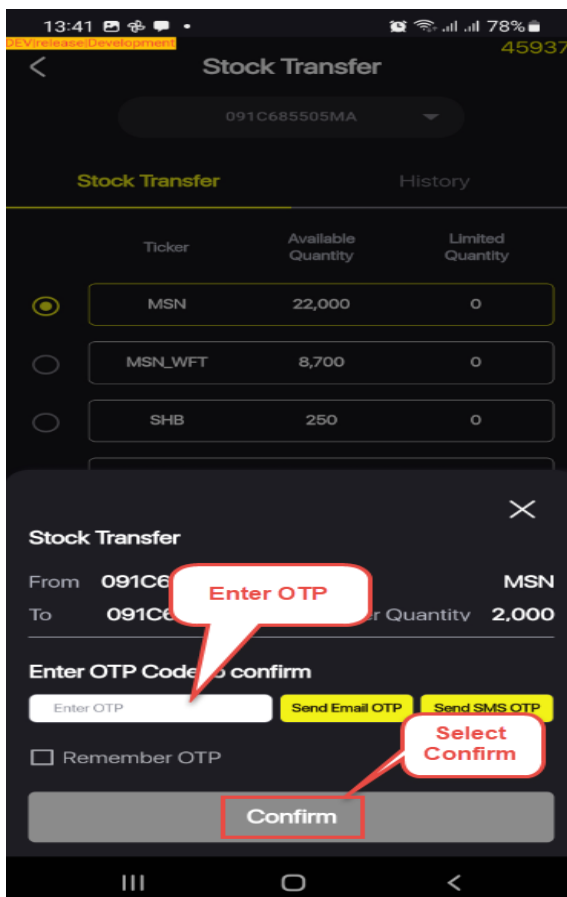 13:41
78%
DEV|release|Development
45937
Stock Transfer
091C685505MA
Stock Transfer History
Ticker Available Quantity Limited Quantity
MSN 22,000 0
MSN_WFT 8,700 0
SHB 250 0
Stock Transfer
From 091C6 MSN
To 091C6 Quantity 2,000
Enter OTP
Enter OTP Code to confirm
Enter OTP Send Email OTP Send SMS OTP
Remember OTP
Select
Confirm
Confirm